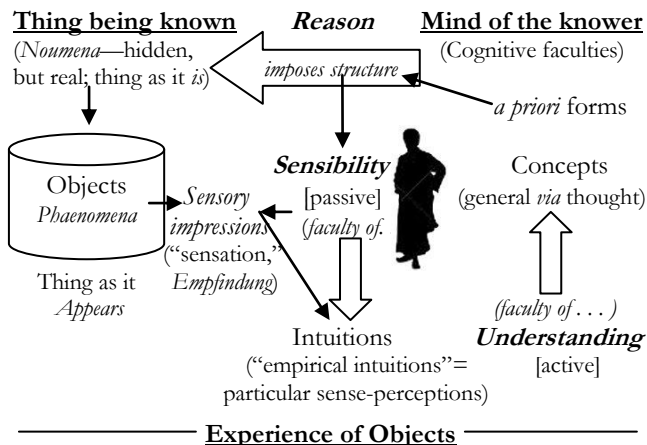 Thing being known
(Noumena—hidden,
but real; thing as it is)
Reason
imposes structure
Mind of the knower
(Cognitive faculties)
a priori forms
Objects
Phaenomena
Thing as it
Appears
Sensory
impressions
(“sensation,”
Empfindung)
Sensibility
[passive]
(faculty of.
Concepts
(general via thought)
Intuitions
(“empirical intuitions”=
particular sense-perceptions)
(faculty of . . . )
Understanding
[active]
Experience of Objects